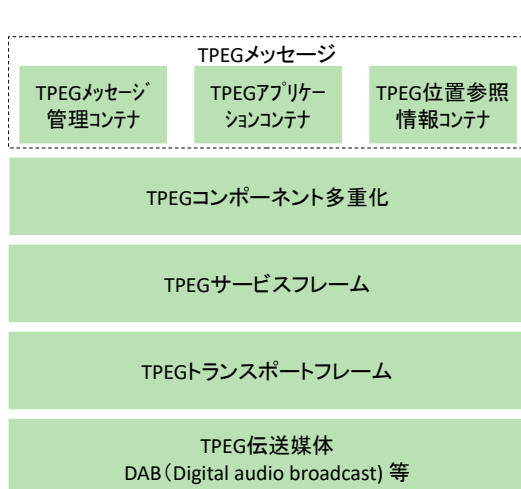 TPEGメッセージ
TPEGﾒｯｾｰｼﾞ
管理ｺﾝﾃﾅ
TPEGｱﾌﾟﾘｹｰ
ｼｮﾝｺﾝﾃﾅ
TPEG位置参照
情報ｺﾝﾃﾅ
TPEGコンポーネント多重化
TPEGサービスフレーム
TPEGトランスポートフレーム
TPEG伝送媒体
DAB（Digital audio broadcast) 等